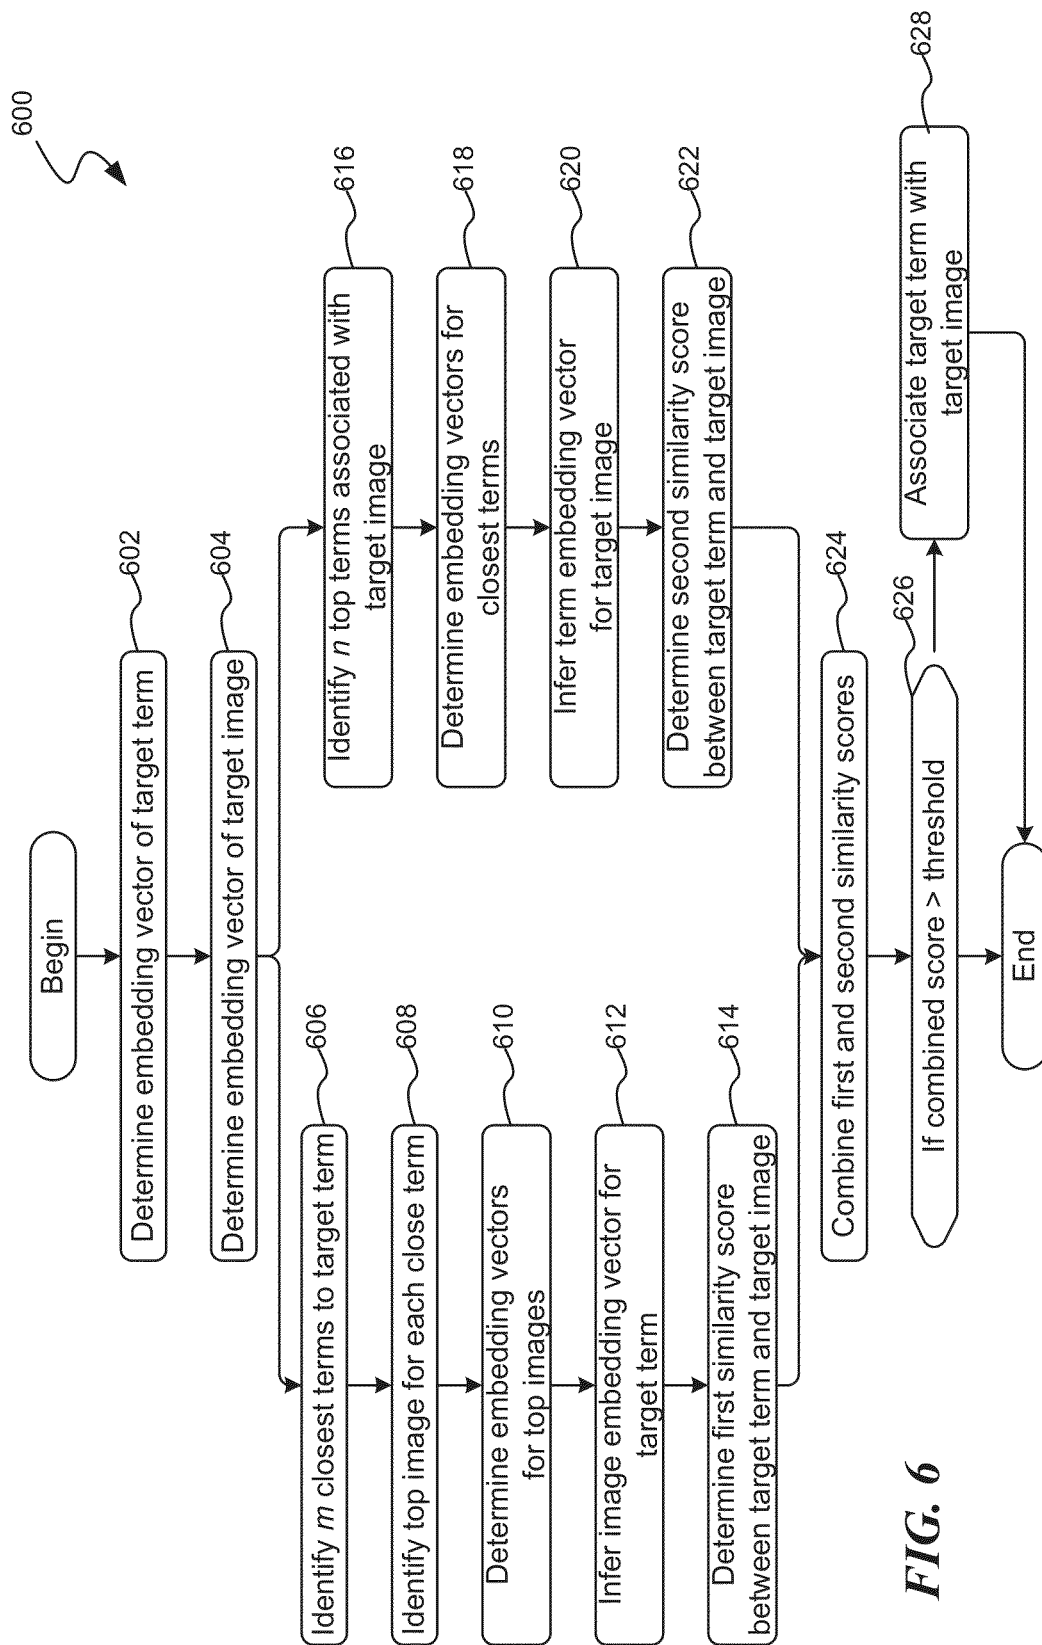 600
Begin
Determine embedding vector of target term
602
Determine embedding vector of target image
604
Identify m closest terms to target term
606
Identify top image for each close term
608
Determine embedding vectors
for top images
610
Infer image embedding vector for
target term
612
Determine first similarity score
between target term and target image
614
Identify n top terms associated with
target image
616
Determine embedding vectors for
closest terms
618
Infer term embedding vector
for target image
620
Determine second similarity score
between target term and target image
622
Combine first and second similarity scores
624
If combined score > threshold
626
Associate target term with
target image
628
End
FIG. 6